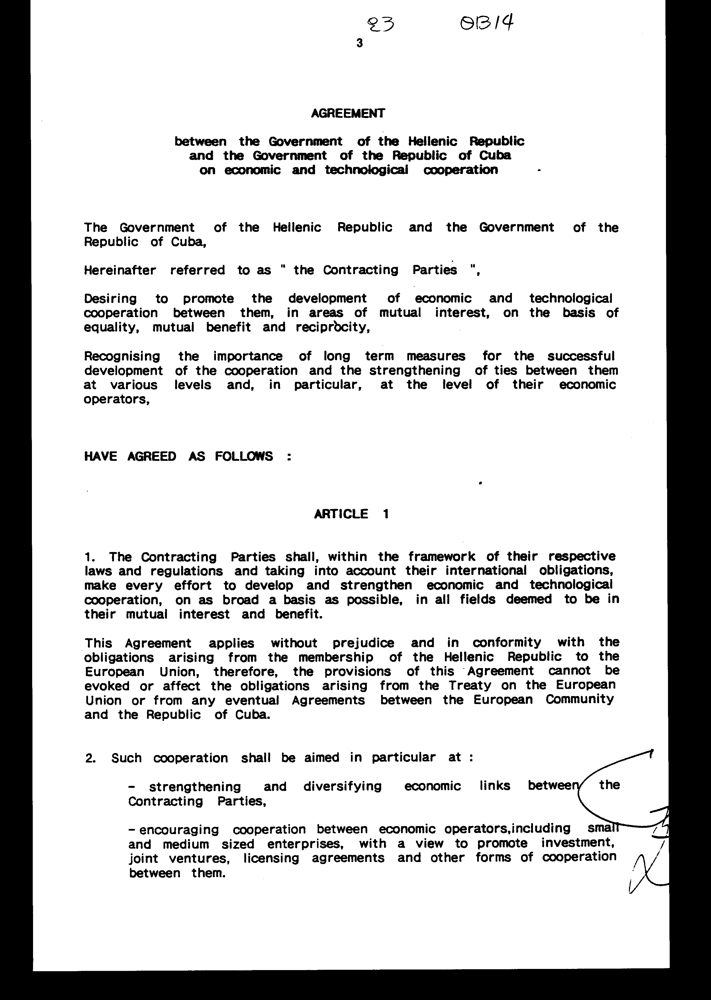 23 ΘΒ14
3
AGREEMENT
between the Government of the Hellenic Republic
and the Government of the Republic of Cuba
on economic and technological cooperation
The Government of the Hellenic Republic and the Government of the
Republic of Cuba,
Hereinafter referred to as " the Contracting Parties ",
Desiring to promote the development of economic and technological
cooperation between them, in areas of mutual interest, on the basis of
equality, mutual benefit and reciprocity,
Recognising the importance of long term measures for the successful
development of the cooperation and the strengthening of ties between them
at various levels and, in particular, at the level of their economic
operators,
HAVE AGREED AS FOLLOWS :
ARTICLE 1
1. The Contracting Parties shall, within the framework of their respective
laws and regulations and taking into account their international obligations,
make every effort to develop and strengthen economic and technological
cooperation, on as broad a basis as possible, in all fields deemed to be in
their mutual interest and benefit.
This Agreement applies without prejudice and in conformity with the
obligations arising from the membership of the Hellenic Republic to the
European Union, therefore, the provisions of this Agreement cannot be
evoked or affect the obligations arising from the Treaty on the European
Union or from any eventual Agreements between the European Community
and the Republic of Cuba.
2. Such cooperation shall be aimed in particular at :
- strengthening and diversifying economic links between the
Contracting Parties,
- encouraging cooperation between economic operators,including small
and medium sized enterprises, with a view to promote investment,
joint ventures, licensing agreements and other forms of cooperation
between them.